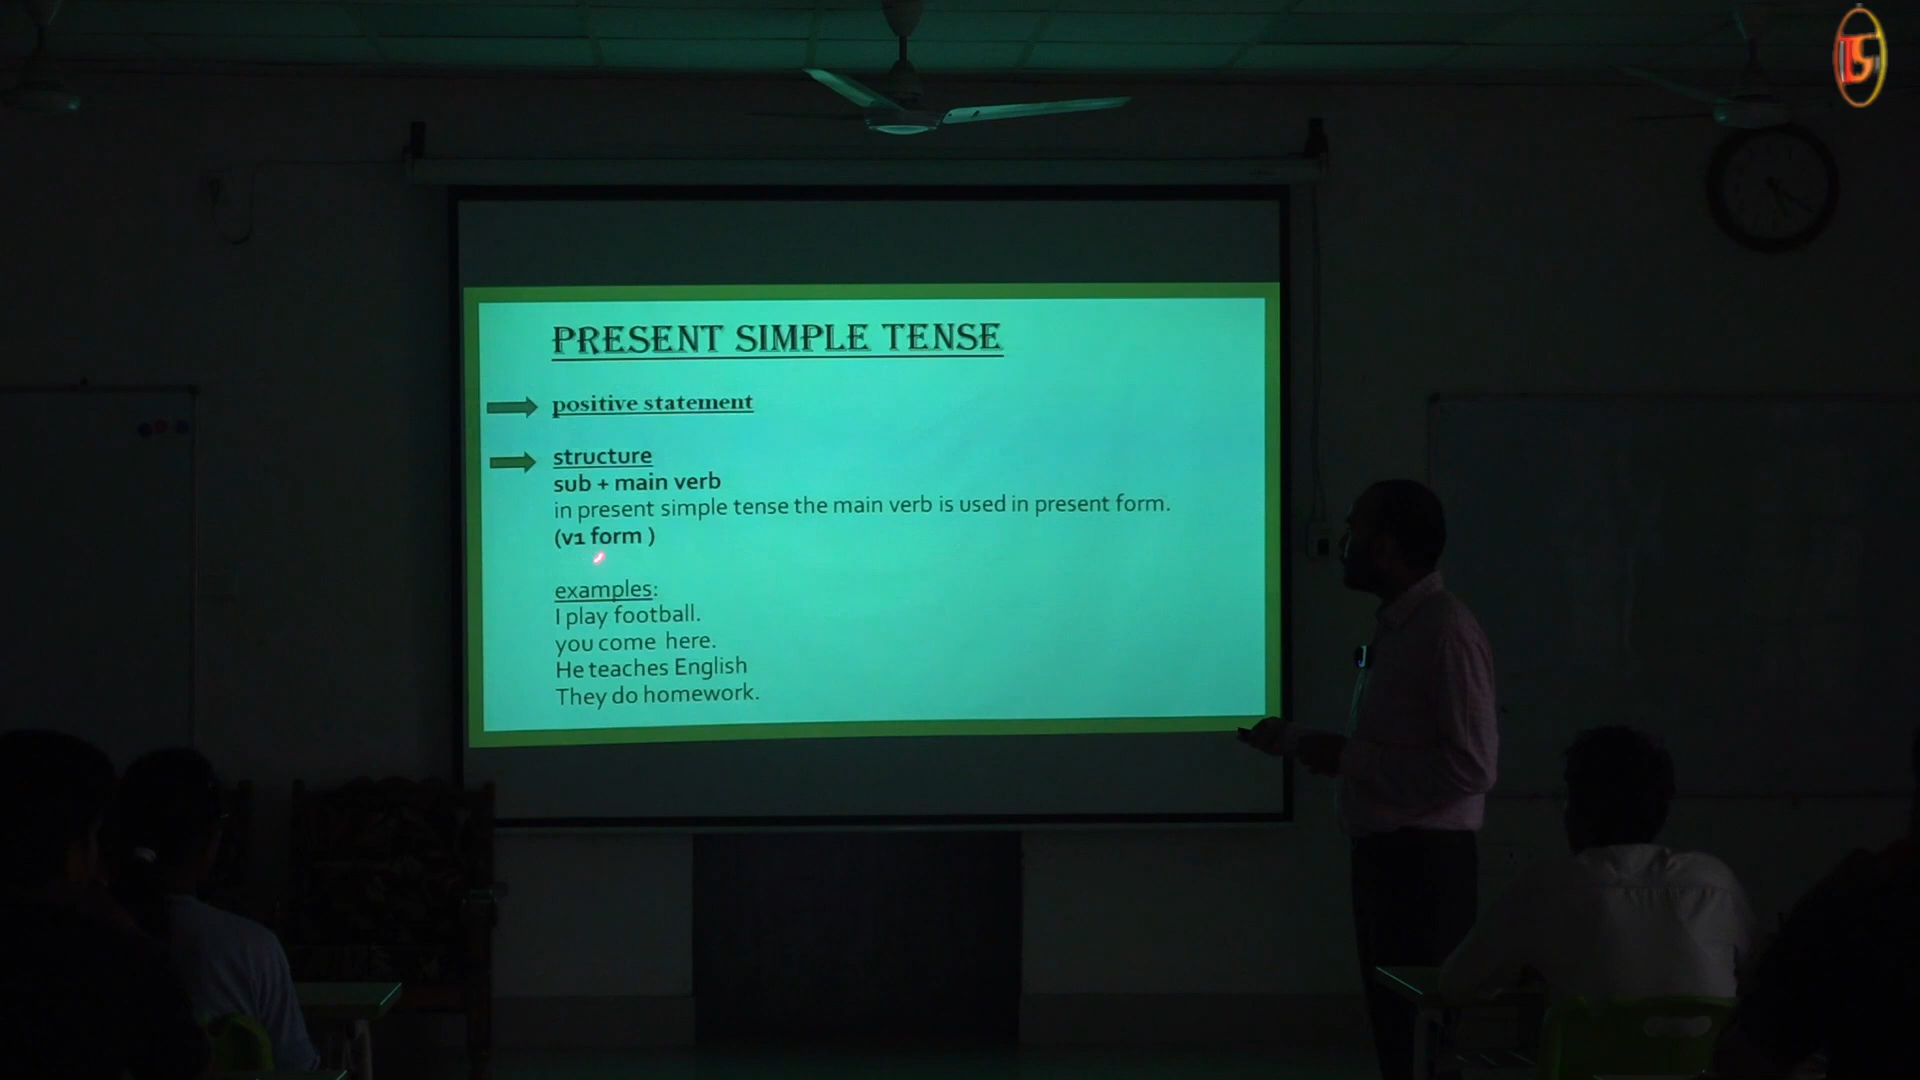 PRESENT SIMPLE TENSE
positive statement
structure
sub + main verb
in present simple tense the main verb is used in present form.
(v1 form )
examples:
I play football.
you come here.
He teaches English
They do homework.